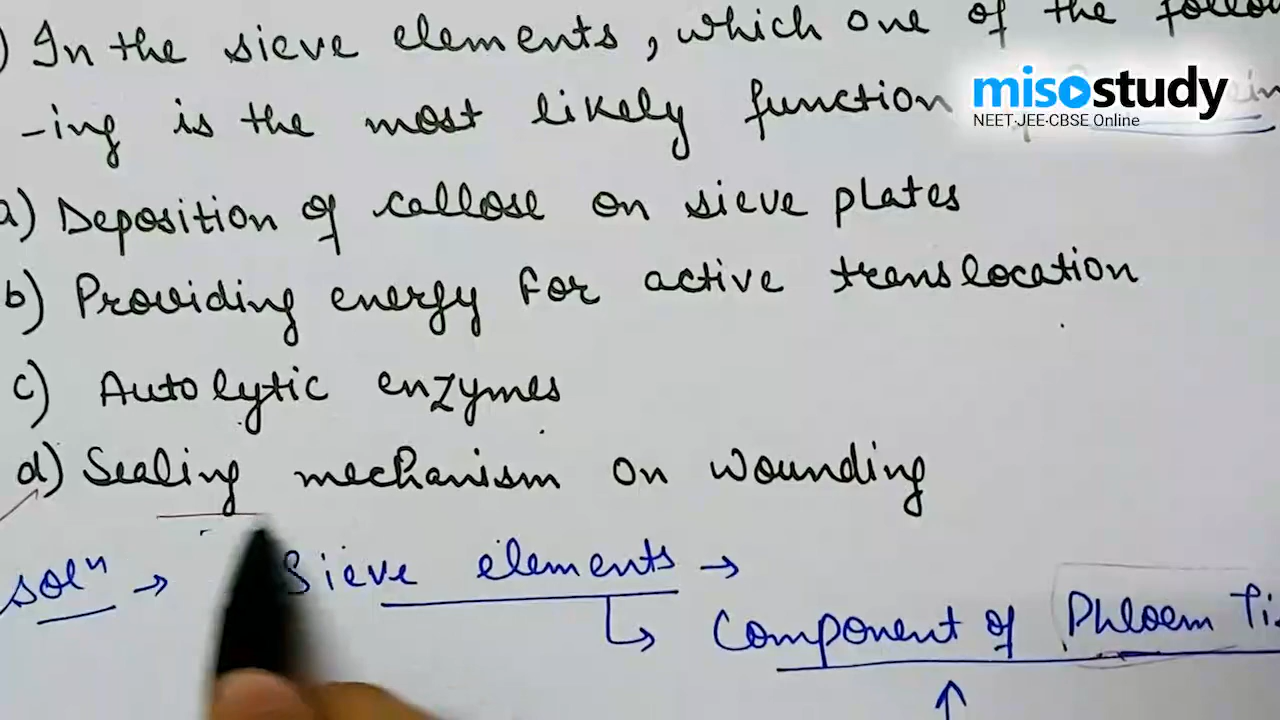 ) In the sieve elements, which one of the follow
-ing is the most likely function
misostudy
NEET-JEE-CBSE Online
a) Deposition of callose on sieve plates
b) Providing energy for active translocation
c) Autolytic enzymes
d) Sealing mechanism on wounding
solⁿ → Sieve elements →
↳ Component of Phloem Ti